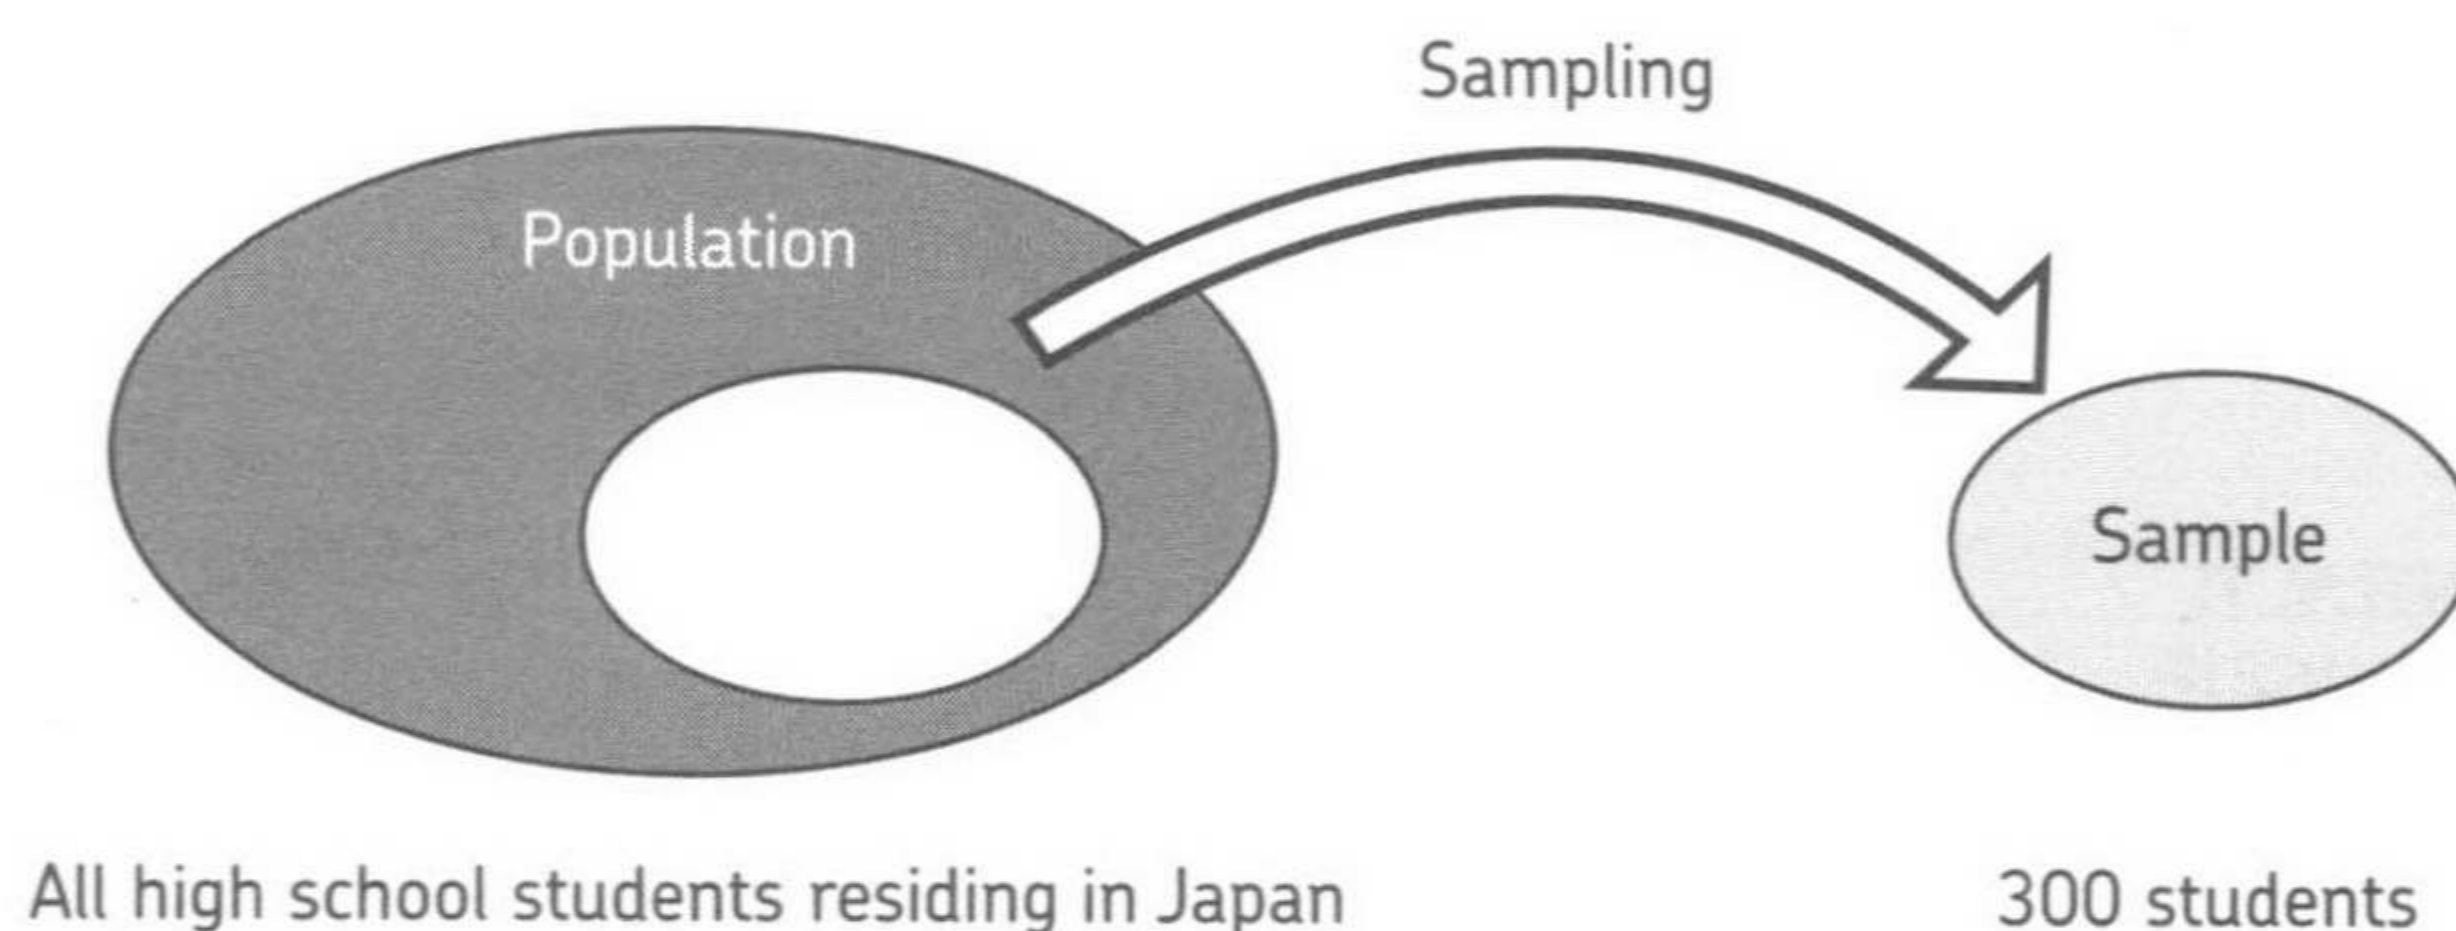 Sampling
Population
Sample
All high school students residing in Japan
300 students